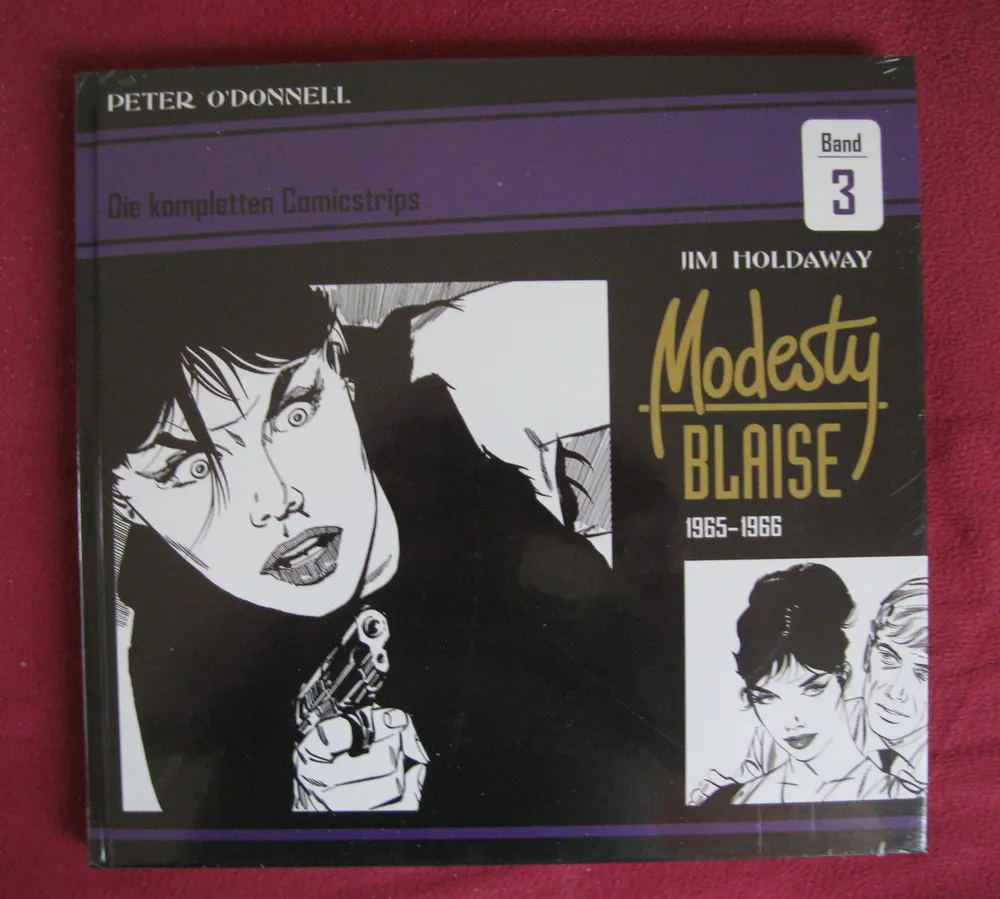 PETER O'DONNELL
Die kompletten Comicstrips
Band
3
JIM HOLDAWAY
Modesty
BLAISE
1965-1966